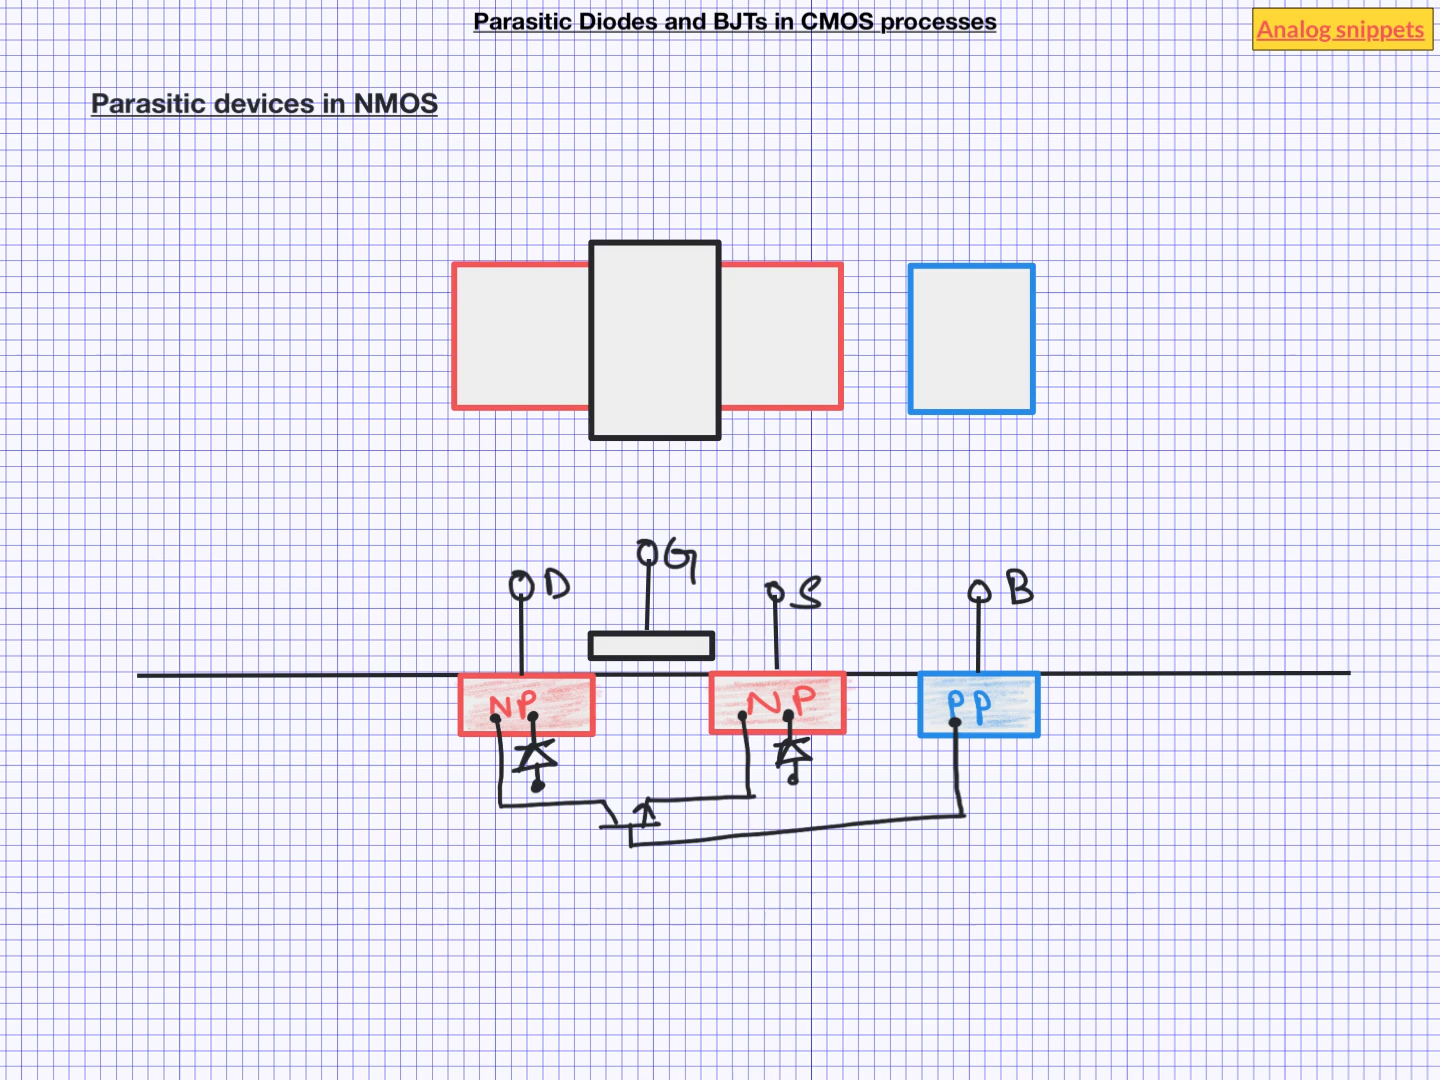 Parasitic Diodes and BJTs in CMOS processes
Analog snippets
Parasitic devices in NMOS
G
D
S
B
NP
NP
PP